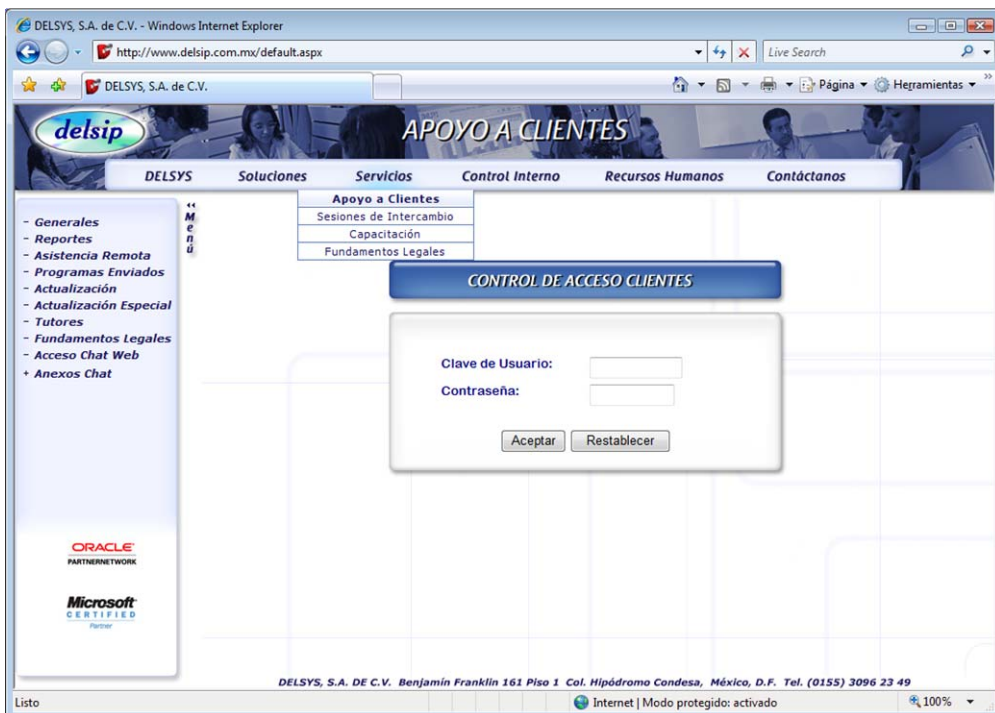 DELSYS, S.A. de C.V. - Windows Internet Explorer
http://www.delsip.com.mx/default.aspx
Live Search
DELSYS, S.A. de C.V.
Página
Herramientas
delsip
APOYO A CLIENTES
DELSYS Soluciones Servicios Control Interno Recursos Humanos Contáctanos
Apoyo a Clientes
Sesiones de Intercambio
Capacitación
Fundamentos Legales
‹‹ Menú
- Generales
- Reportes
- Asistencia Remota
- Programas Enviados
- Actualización
- Actualización Especial
- Tutores
- Fundamentos Legales
- Acceso Chat Web
+ Anexos Chat
CONTROL DE ACCESO CLIENTES
Clave de Usuario:
Contraseña:
Aceptar Restablecer
ORACLE
PARTNERNETWORK
Microsoft
CERTIFIED
Partner
DELSYS, S.A. DE C.V. Benjamín Franklin 161 Piso 1 Col. Hipódromo Condesa, México, D.F. Tel. (0155) 3096 23 49
Listo
Internet | Modo protegido: activado
100%